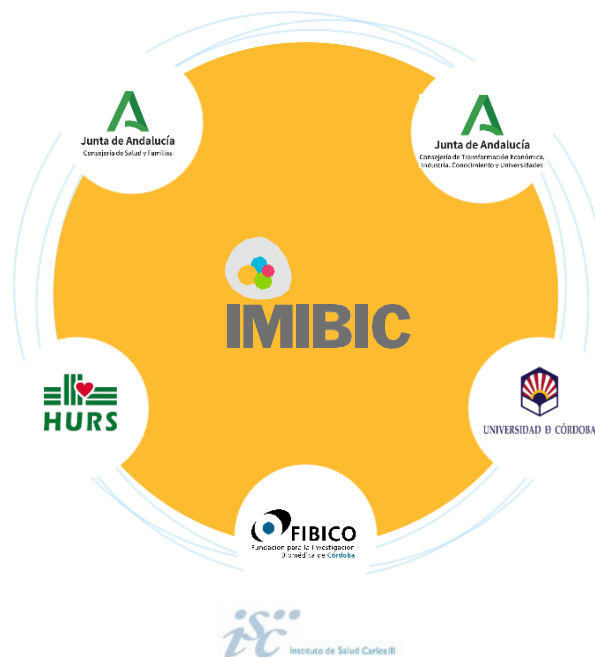 Junta de Andalucía
Consejería de Salud y Familias
Junta de Andalucía
Consejería de Transformación Económica,
Industria, Conocimiento y Universidades
IMIBIC
HURS
UNIVERSIDAD Ð CÓRDOBA
FIBICO
Fundación para la Investigación
Biomédica de Córdoba
isciii
Instituto de Salud Carlos III